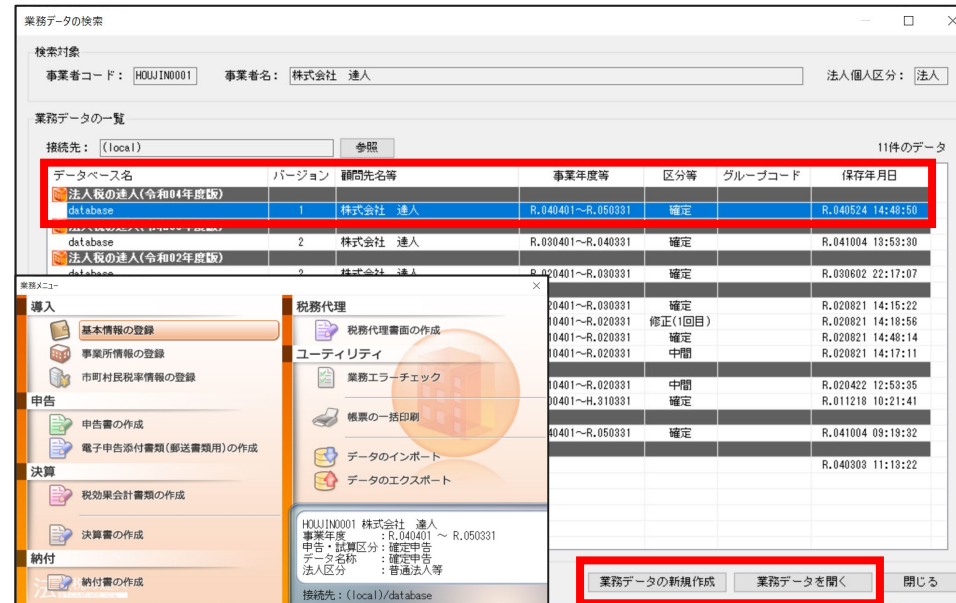 業務データの検索
検索対象
事業者コード： HOUJIN0001 事業者名： 株式会社 達人 法人個人区分： 法人
業務データの一覧
接続先： (local) 参照 11件のデータ
データベース名 バージョン 顧問先名等 事業年度等 区分等 グループコード 保存年月日
法人税の達人(令和04年度版)
database 1 株式会社 達人 R.040401～R.050331 確定 R.040524 14:48:50
database 2 株式会社 達人 R.030401～R.040331 確定 R.041004 13:53:30
法人税の達人(令和02年度版)
database 2 株式会社 達人 R.020401～R.030331 確定 R.030602 22:17:07
20401～R.030331 確定 R.020821 14:15:22
10401～R.020331 修正(1回目) R.020821 14:18:56
10401～R.020331 確定 R.020821 14:48:14
10401～R.020331 中間 R.020821 14:17:11
10401～R.020331 中間 R.020422 12:53:35
00401～H.310331 確定 R.011218 10:21:41
40401～R.050331 確定 R.041004 09:19:32
R.040303 11:13:22
業務データの新規作成 業務データを開く 閉じる
業務メニュー
導入
基本情報の登録
事業所情報の登録
市町村民税率情報の登録
申告
申告書の作成
電子申告添付書類(郵送書類用)の作成
決算
税効果会計書類の作成
決算書の作成
納付
納付書の作成
税務代理
税務代理書面の作成
ユーティリティ
業務エラーチェック
帳票の一括印刷
データのインポート
データのエクスポート
HOUJIN0001 株式会社 達人
事業年度 ：R.040401 ～ R.050331
申告・試算区分：確定申告
データ名称 ：確定申告
法人区分 ：普通法人等
接続先：(local)/database